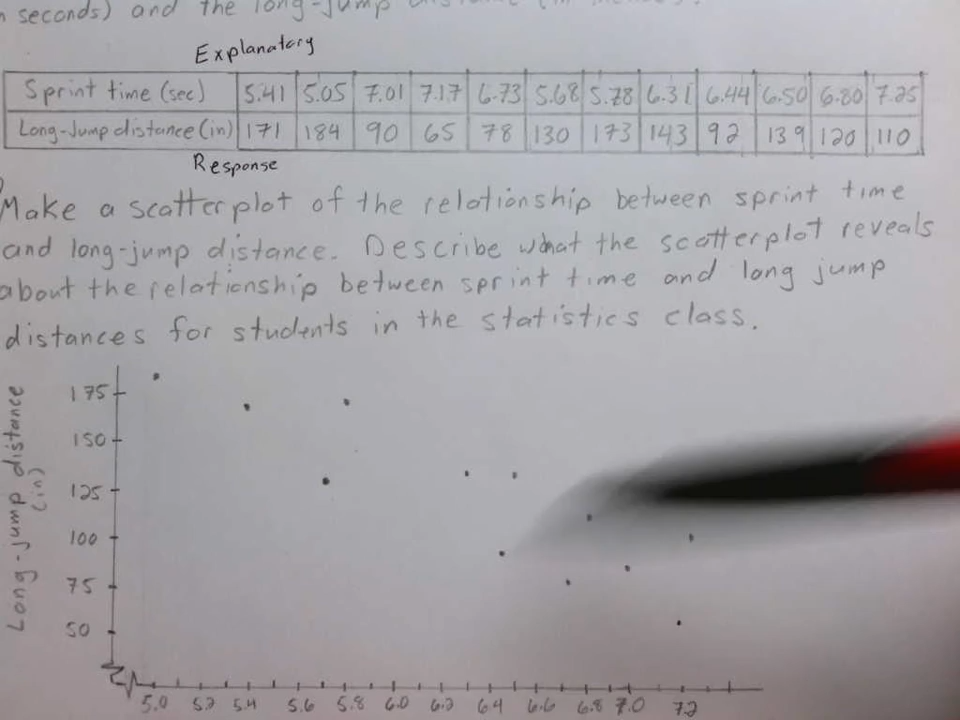 seconds) and the long-jump
Explanatory
Sprint time (sec) 5.41 5.05 7.01 7.17 6.73 5.68 5.78 6.31 6.44 6.50 6.80 7.25
Long-Jump distance (in) 171 184 90 65 78 130 173 143 92 139 120 110
Response
Make a scatterplot of the relationship between sprint time
and long-jump distance. Describe what the scatterplot reveals
about the relationship between sprint time and long jump
distances for students in the statistics class.
Long-jump distance
(in)
175
150
125
100
75
50
5.0 5.2 5.4 5.6 5.8 6.0 6.2 6.4 6.6 6.8 7.0 7.2